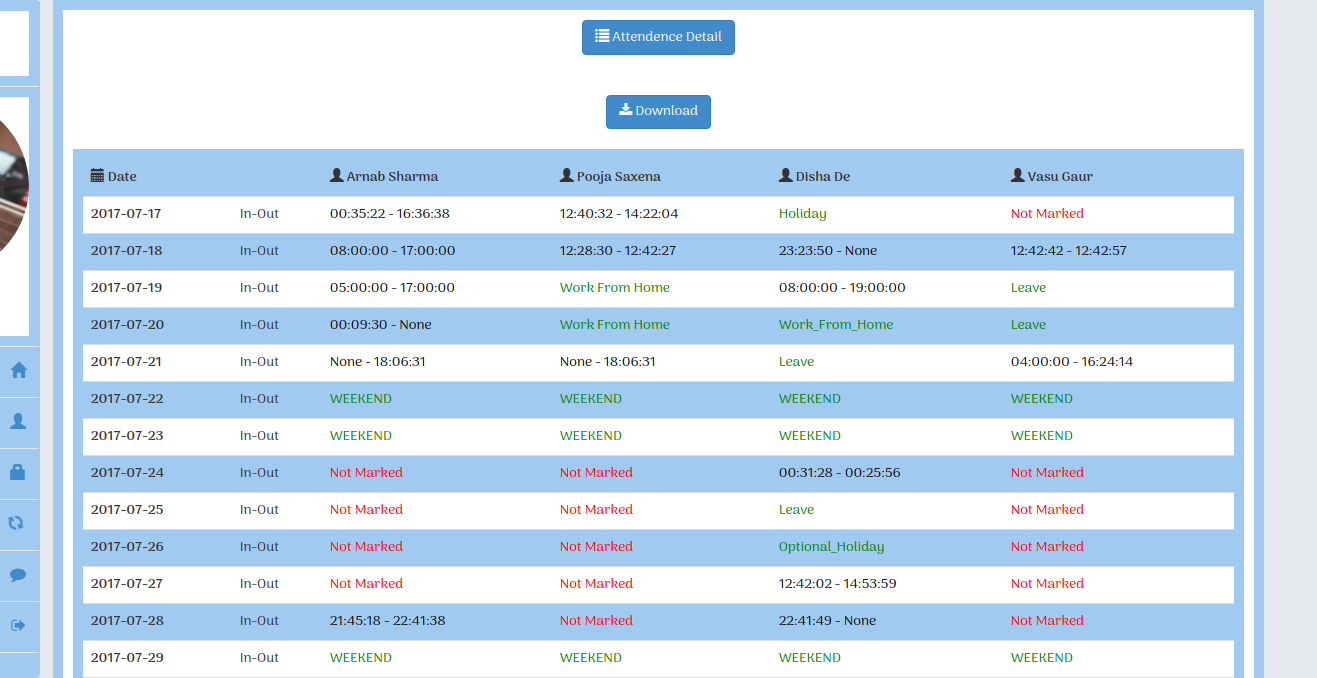 Attendence Detail
Download
Date Arnab Sharma Pooja Saxena Disha De Vasu Gaur
2017-07-17 In-Out 00:35:22 - 16:36:38 12:40:32 - 14:22:04 Holiday Not Marked
2017-07-18 In-Out 08:00:00 - 17:00:00 12:28:30 - 12:42:27 23:23:50 - None 12:42:42 - 12:42:57
2017-07-19 In-Out 05:00:00 - 17:00:00 Work From Home 08:00:00 - 19:00:00 Leave
2017-07-20 In-Out 00:09:30 - None Work From Home Work_From_Home Leave
2017-07-21 In-Out None - 18:06:31 None - 18:06:31 Leave 04:00:00 - 16:24:14
2017-07-22 In-Out WEEKEND WEEKEND WEEKEND WEEKEND
2017-07-23 In-Out WEEKEND WEEKEND WEEKEND WEEKEND
2017-07-24 In-Out Not Marked Not Marked 00:31:28 - 00:25:56 Not Marked
2017-07-25 In-Out Not Marked Not Marked Leave Not Marked
2017-07-26 In-Out Not Marked Not Marked Optional_Holiday Not Marked
2017-07-27 In-Out Not Marked Not Marked 12:42:02 - 14:53:59 Not Marked
2017-07-28 In-Out 21:45:18 - 22:41:38 Not Marked 22:41:49 - None Not Marked
2017-07-29 In-Out WEEKEND WEEKEND WEEKEND WEEKEND